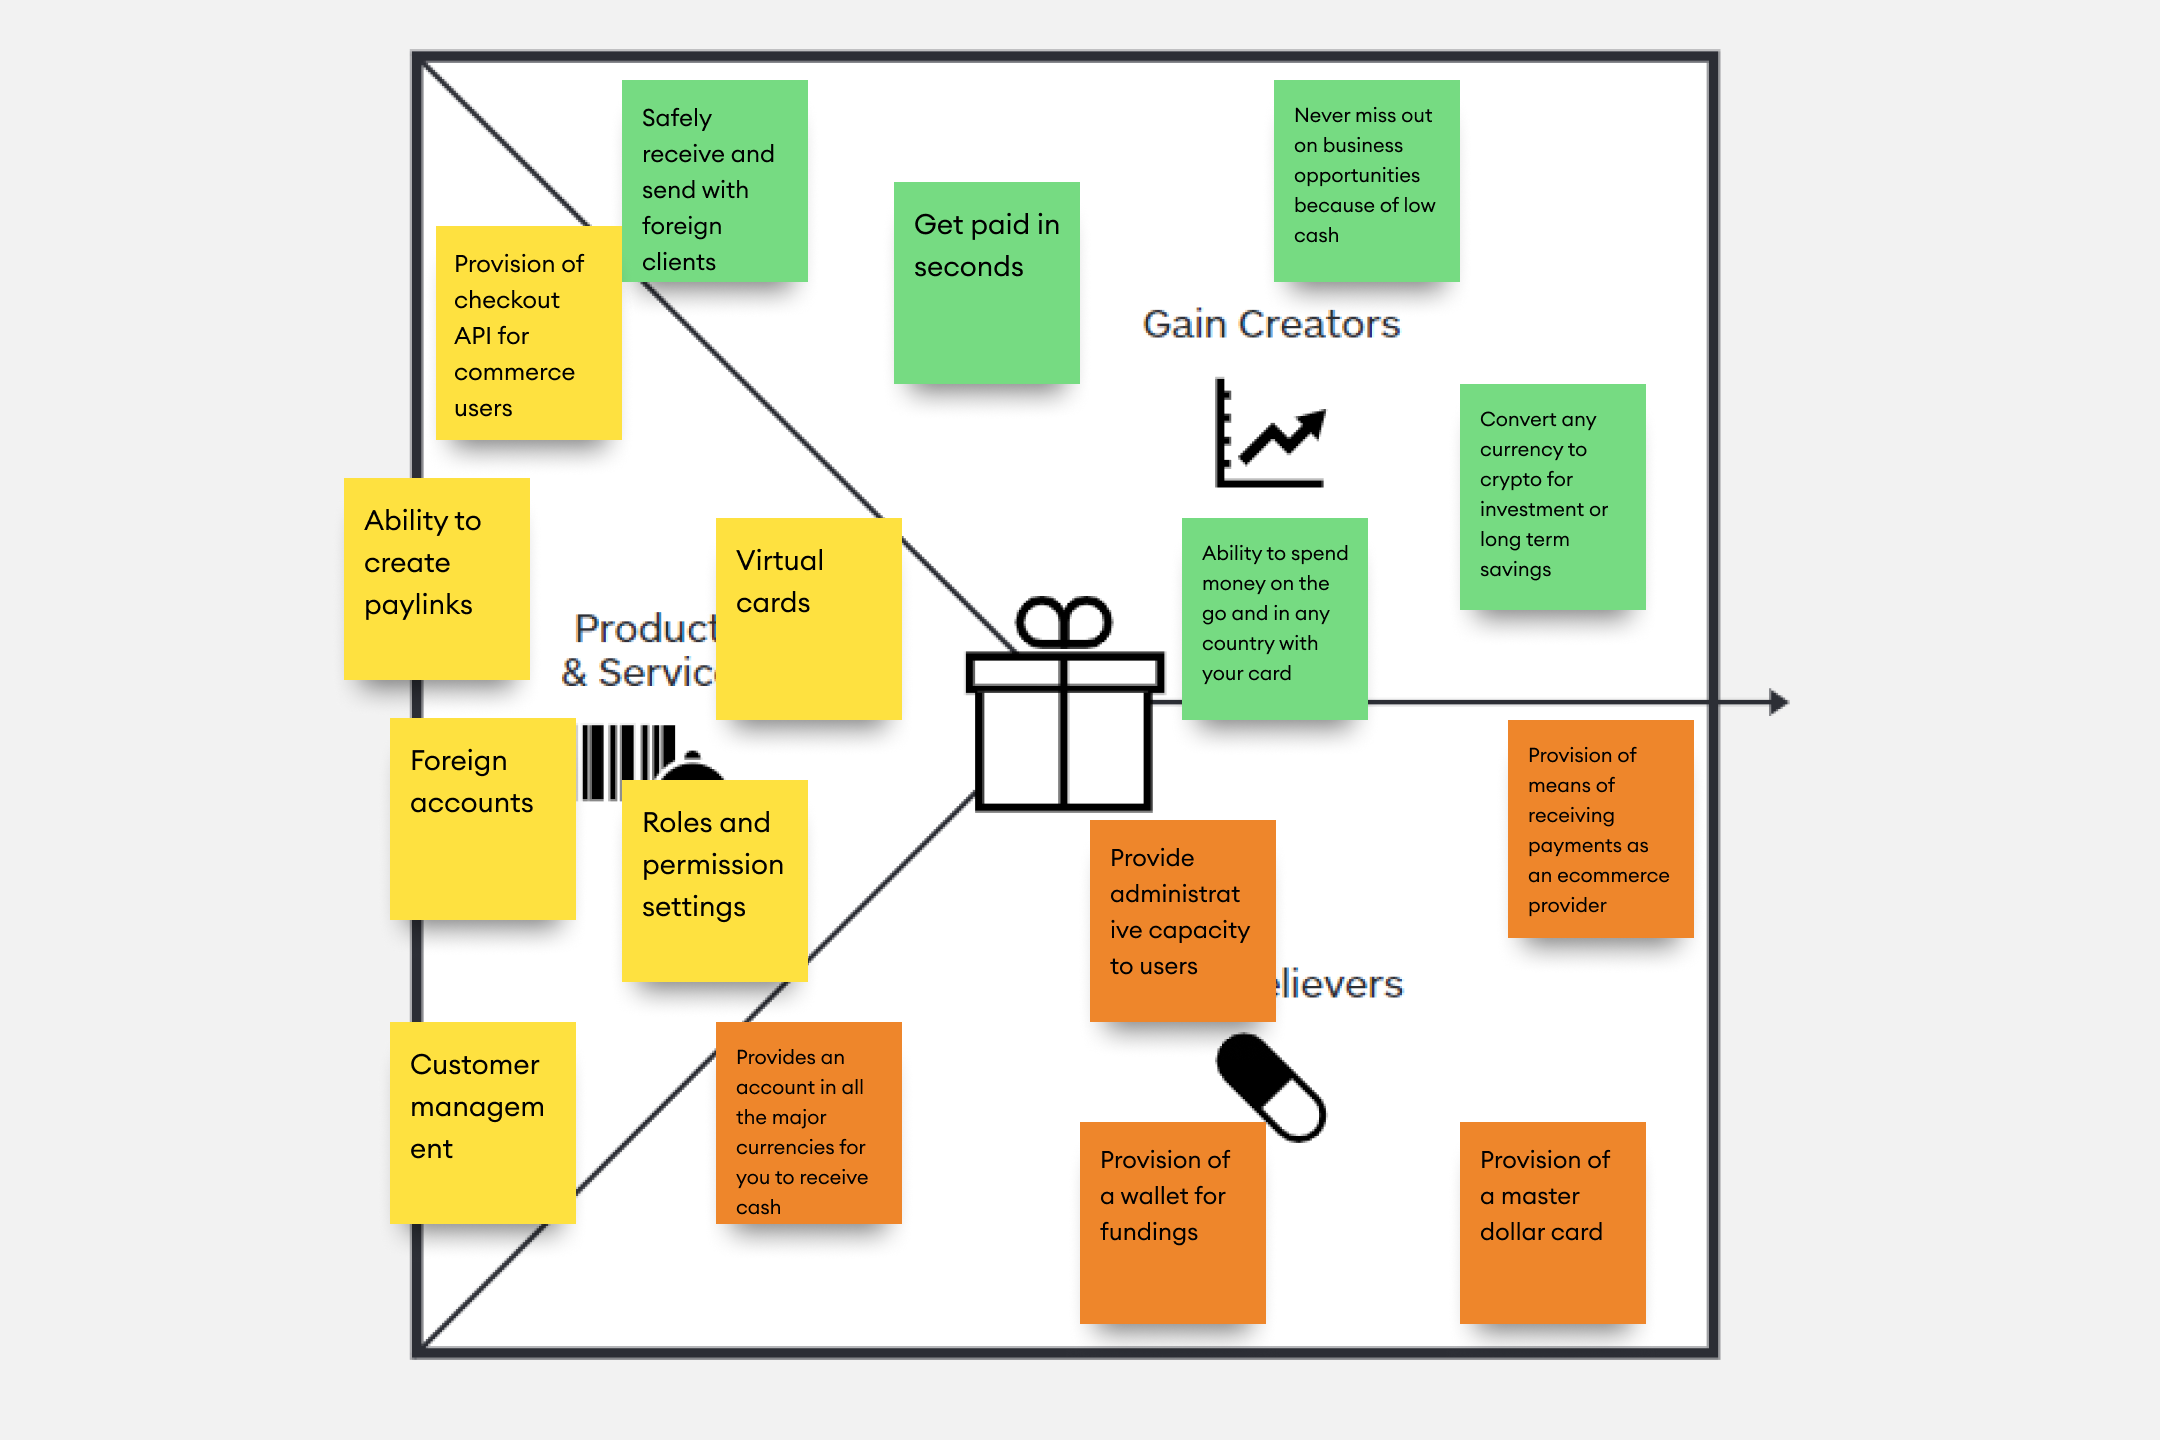 Safely
receive and
send with
foreign
clients
Never miss out
on business
opportunities
because of low
cash
Get paid in
seconds
Provision of
checkout
API for
commerce
users
Gain Creators
Convert any
currency to
crypto for
investment or
long term
savings
Ability to
create
paylinks
Virtual
cards
Ability to spend
money on the
go and in any
country with
your card
Product
& Servic
Foreign
accounts
Roles and
permission
settings
Provision of
means of
receiving
payments as
an ecommerce
provider
Provide
administrat
ive capacity
to users
elievers
Customer
managem
ent
Provides an
account in all
the major
currencies for
you to receive
cash
Provision of
a wallet for
fundings
Provision of
a master
dollar card